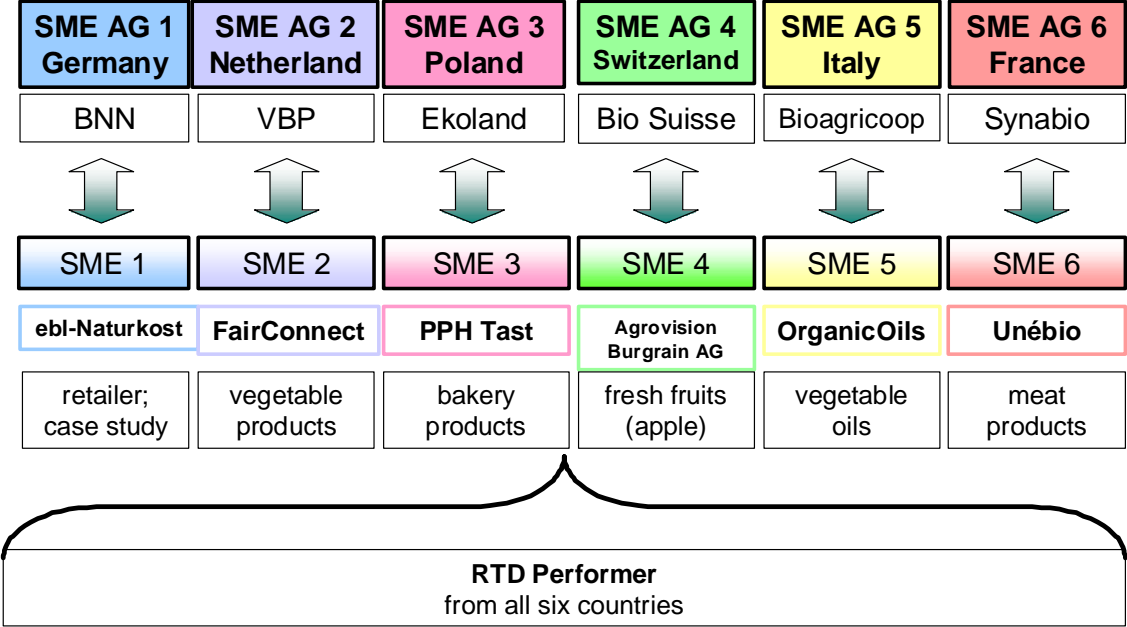 SME AG 1
Germany
SME AG 2
Netherland
SME AG 3
Poland
SME AG 4
Switzerland
SME AG 5
Italy
SME AG 6
France
BNN
VBP
Ekoland
Bio Suisse
Bioagricoop
Synabio
SME 1
SME 2
SME 3
SME 4
SME 5
SME 6
ebl-Naturkost
FairConnect
PPH Tast
Agrovision
Burgrain AG
OrganicOils
Unébio
retailer;
case study
vegetable
products
bakery
products
fresh fruits
(apple)
vegetable
oils
meat
products
RTD Performer
from all six countries